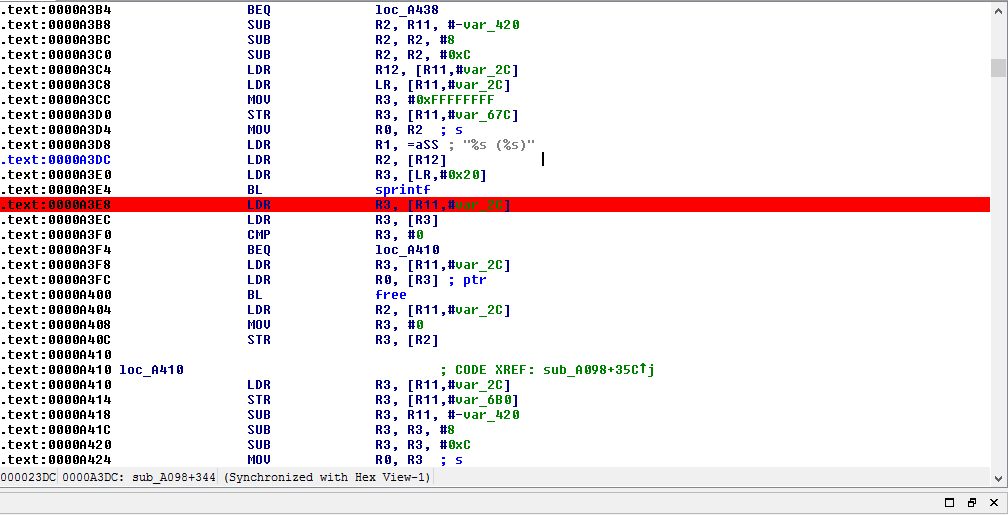 .text:0000A3B4 BEQ loc_A438
.text:0000A3B8 SUB R2, R11, #-var_420
.text:0000A3BC SUB R2, R2, #8
.text:0000A3C0 SUB R2, R2, #0xC
.text:0000A3C4 LDR R12, [R11,#var_2C]
.text:0000A3C8 LDR LR, [R11,#var_2C]
.text:0000A3CC MOV R3, #0xFFFFFFFF
.text:0000A3D0 STR R3, [R11,#var_67C]
.text:0000A3D4 MOV R0, R2 ; s
.text:0000A3D8 LDR R1, =aSS ; "%s (%s)"
.text:0000A3DC LDR R2, [R12]
.text:0000A3E0 LDR R3, [LR,#0x20]
.text:0000A3E4 BL sprintf
.text:0000A3E8 LDR R3, [R11,#var_2C]
.text:0000A3EC LDR R3, [R3]
.text:0000A3F0 CMP R3, #0
.text:0000A3F4 BEQ loc_A410
.text:0000A3F8 LDR R3, [R11,#var_2C]
.text:0000A3FC LDR R0, [R3] ; ptr
.text:0000A400 BL free
.text:0000A404 LDR R2, [R11,#var_2C]
.text:0000A408 MOV R3, #0
.text:0000A40C STR R3, [R2]
.text:0000A410
.text:0000A410 loc_A410 ; CODE XREF: sub_A098+35C↑j
.text:0000A410 LDR R3, [R11,#var_2C]
.text:0000A414 STR R3, [R11,#var_6B0]
.text:0000A418 SUB R3, R11, #-var_420
.text:0000A41C SUB R3, R3, #8
.text:0000A420 SUB R3, R3, #0xC
.text:0000A424 MOV R0, R3 ; s
000023DC 0000A3DC: sub_A098+344 (Synchronized with Hex View-1)